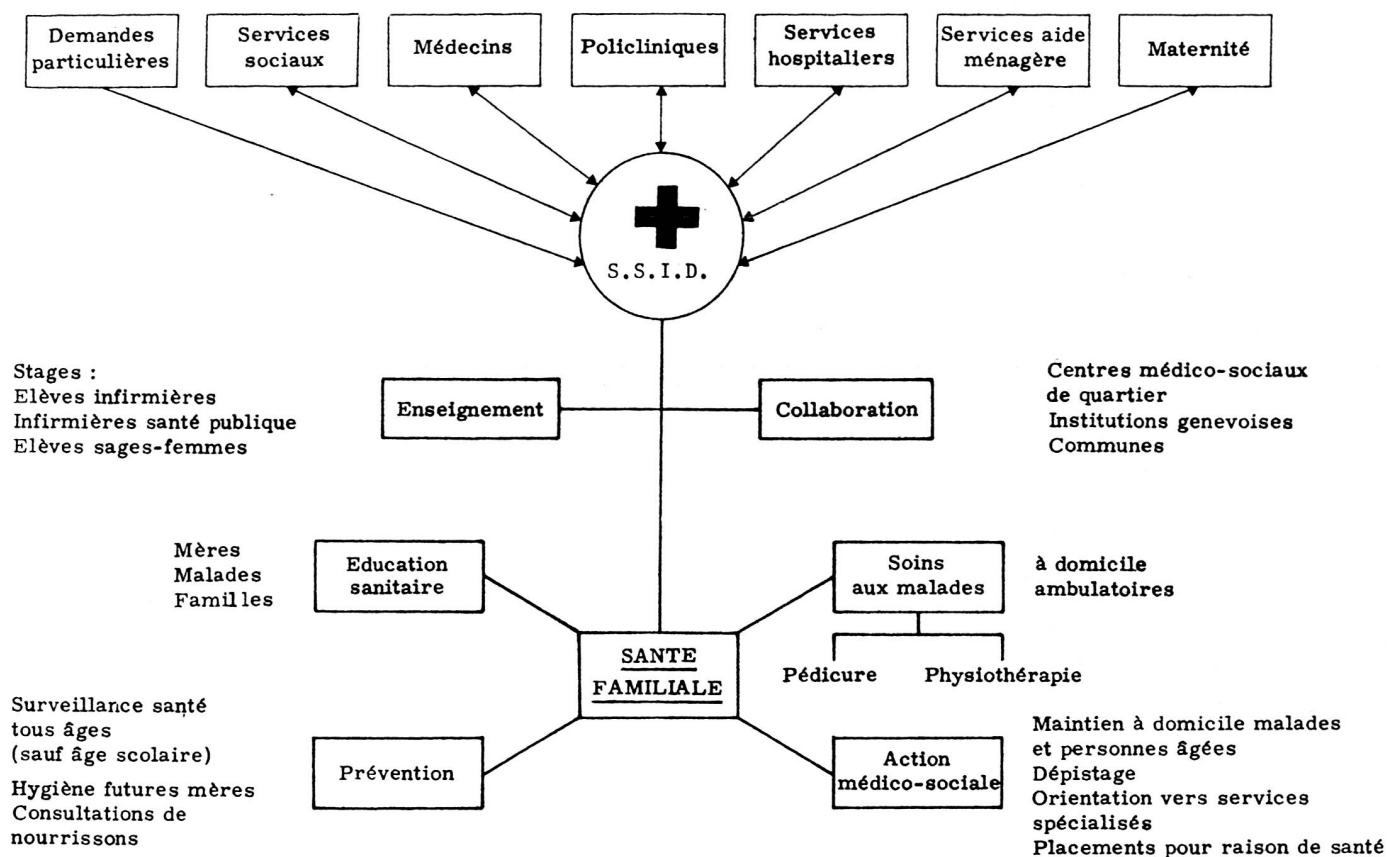 Demandes
particulières
Services
sociaux
Médecins
Policliniques
Services
hospitaliers
Services aide
ménagère
Maternité
S.S.I.D.
Stages :
Elèves infirmières
Infirmières santé publique
Elèves sages-femmes
Enseignement
Collaboration
Centres médico-sociaux
de quartier
Institutions genevoises
Communes
Mères
Malades
Familles
Education
sanitaire
Soins
aux malades
à domicile
ambulatoires
SANTE
FAMILIALE
Pédicure
Physiothérapie
Surveillance santé
tous âges
(sauf âge scolaire)
Hygiène futures mères
Consultations de
nourrissons
Prévention
Action
médico-sociale
Maintien à domicile malades
et personnes âgées
Dépistage
Orientation vers services
spécialisés
Placements pour raison de santé